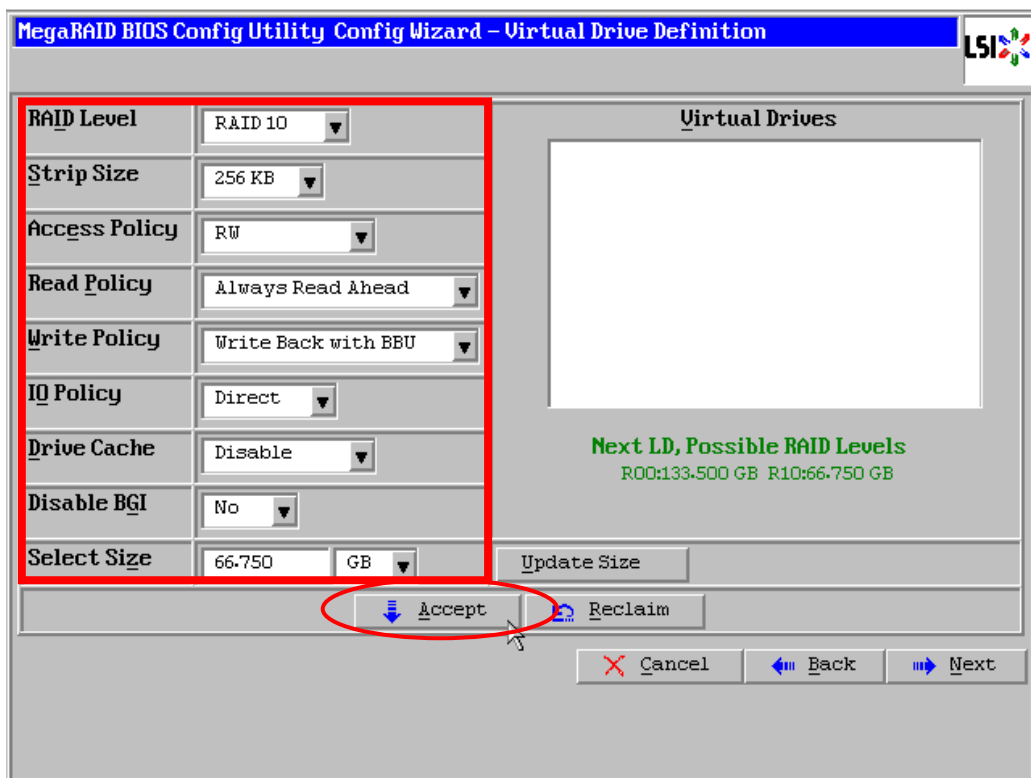 MegaRAID BIOS Config Utility Config Wizard - Virtual Drive Definition
LSI
RAID Level RAID 10
Strip Size 256 KB
Access Policy RW
Read Policy Always Read Ahead
Write Policy Write Back with BBU
IO Policy Direct
Drive Cache Disable
Disable BGI No
Select Size 66.750 GB
Virtual Drives
Next LD, Possible RAID Levels
R00:133.500 GB R10:66.750 GB
Update Size
Accept Reclaim
Cancel Back Next